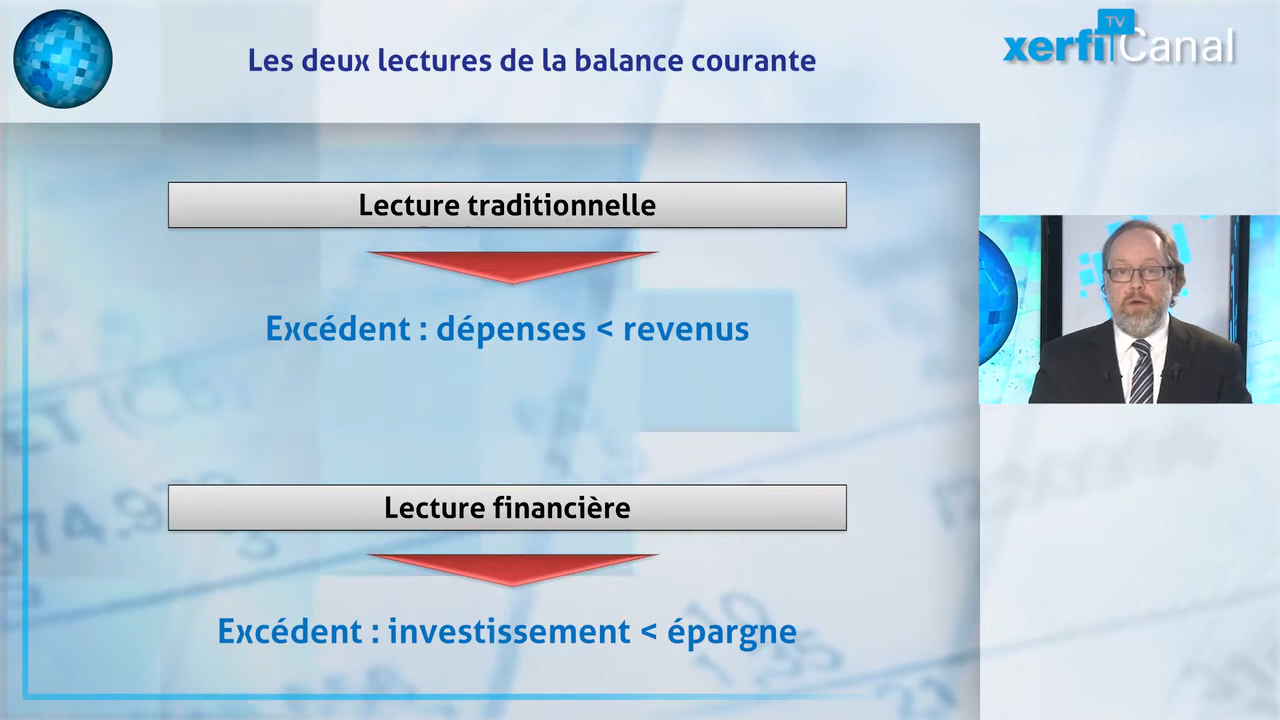 Les deux lectures de la balance courante
xerfi TV Canal
Lecture traditionnelle
Excédent : dépenses < revenus
Lecture financière
Excédent : investissement < épargne